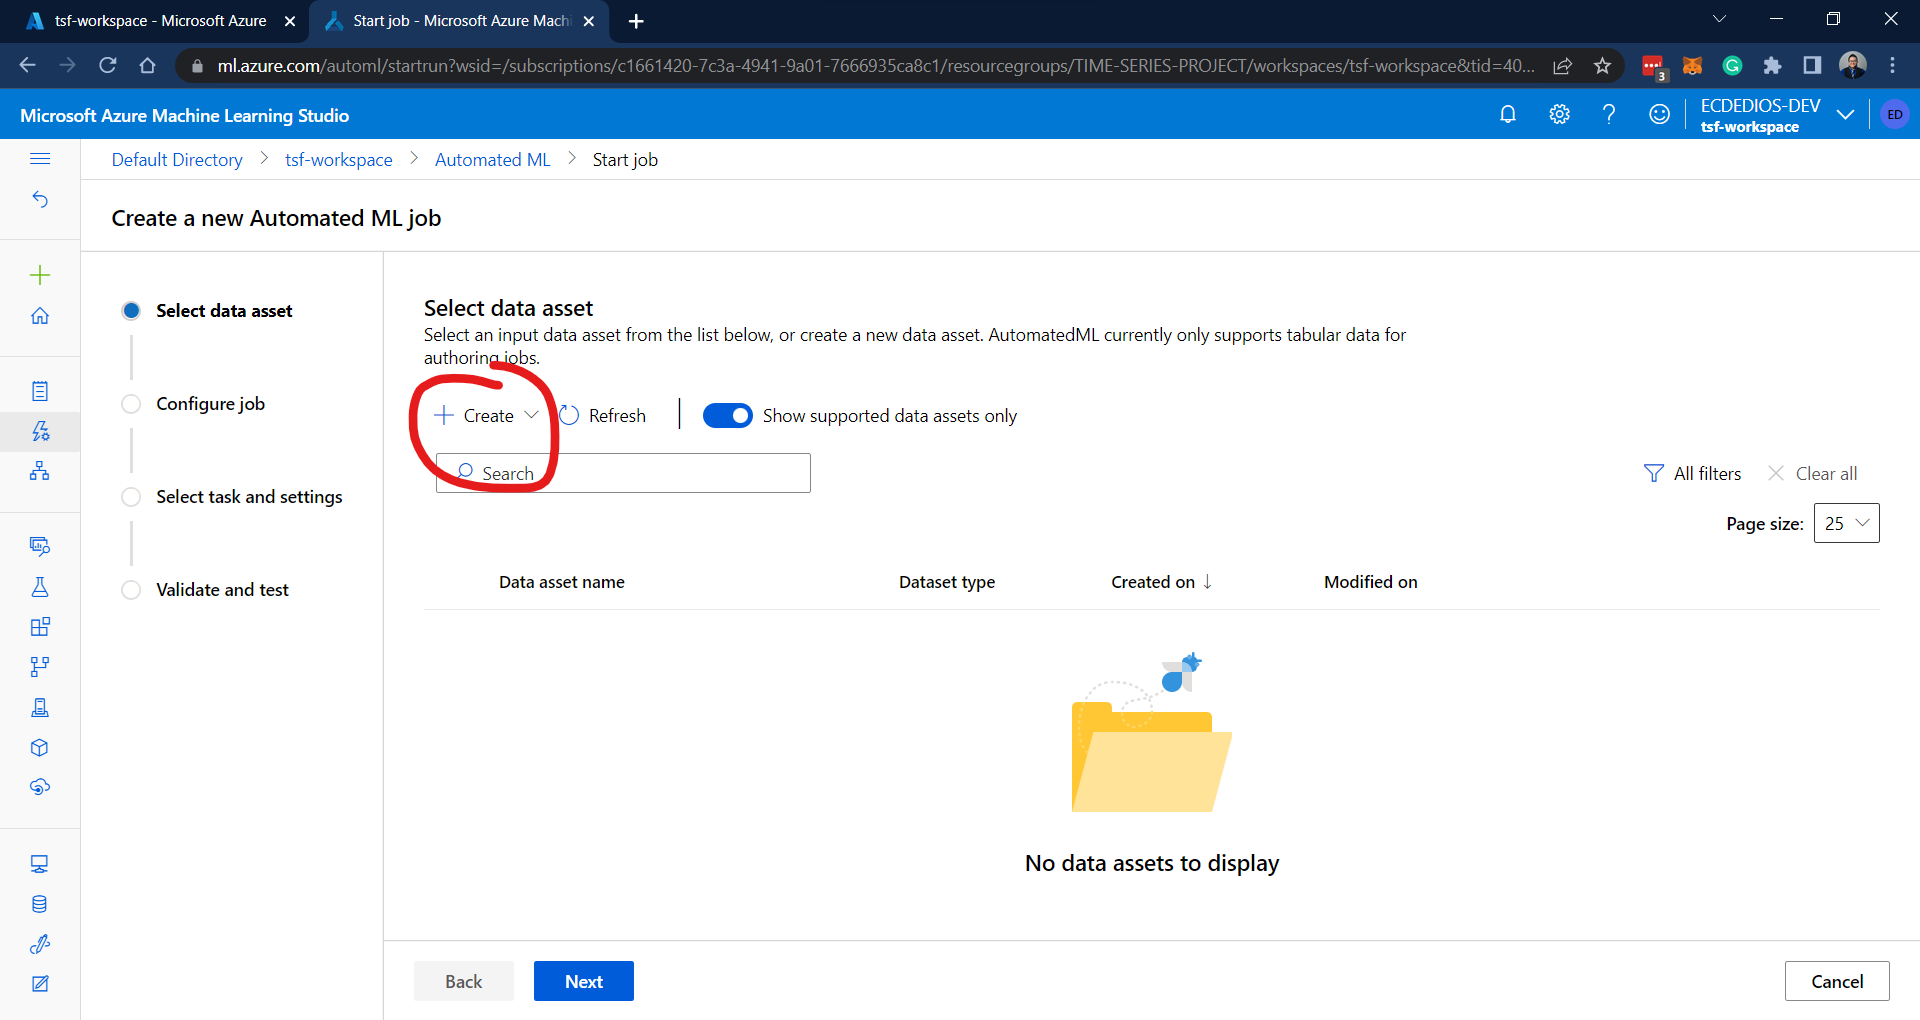 tsf-workspace - Microsoft Azure
Start job - Microsoft Azure Machi
ml.azure.com/automl/startrun?wsid=/subscriptions/c1661420-7c3a-4941-9a01-7666935ca8c1/resourcegroups/TIME-SERIES-PROJECT/workspaces/tsf-workspace&tid=40...
3
Microsoft Azure Machine Learning Studio
ECDEDIOS-DEV
tsf-workspace
ED
Default Directory > tsf-workspace > Automated ML > Start job
Create a new Automated ML job
Select data asset
Configure job
Select task and settings
Validate and test
Select data asset
Select an input data asset from the list below, or create a new data asset. AutomatedML currently only supports tabular data for
authoring jobs.
Create Refresh Show supported data assets only
Search
All filters Clear all
Page size: 25
Data asset name Dataset type Created on ↓ Modified on
No data assets to display
Back Next Cancel